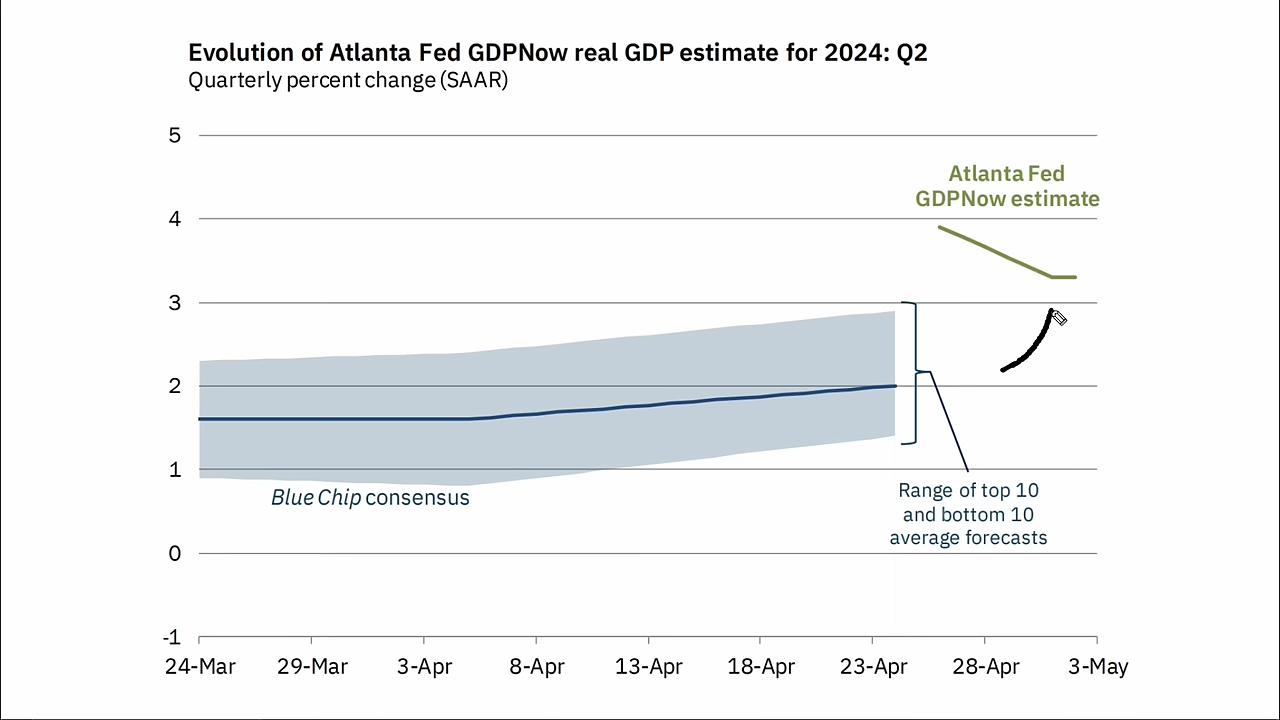 Evolution of Atlanta Fed GDPNow real GDP estimate for 2024: Q2
Quarterly percent change (SAAR)
5
Atlanta Fed
GDPNow estimate
4
3
2
1
Blue Chip consensus
Range of top 10
and bottom 10
average forecasts
0
-1
24-Mar 29-Mar 3-Apr 8-Apr 13-Apr 18-Apr 23-Apr 28-Apr 3-May